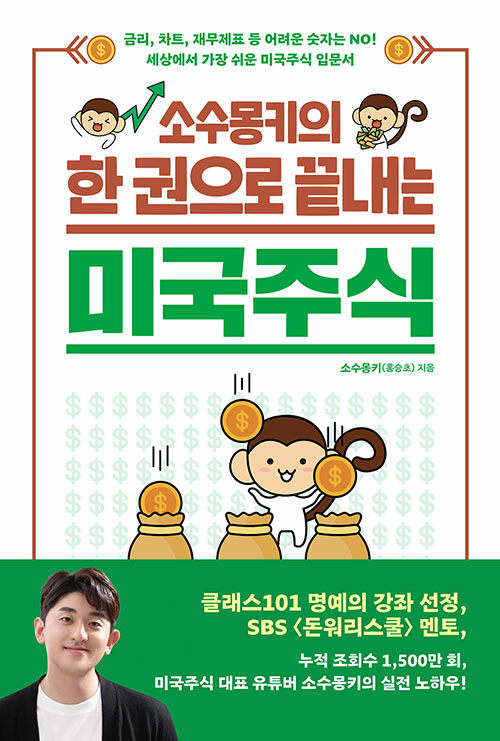 금리, 차트, 재무제표 등 어려운 숫자는 NO!
세상에서 가장 쉬운 미국주식 입문서
소수몽키의
한 권으로 끝내는
미국주식
소수몽키(홍승초) 지음
클래스101 명예의 강좌 선정,
SBS 〈돈워리스쿨〉 멘토,
누적 조회수 1,500만 회,
미국주식 대표 유튜버 소수몽키의 실전 노하우!